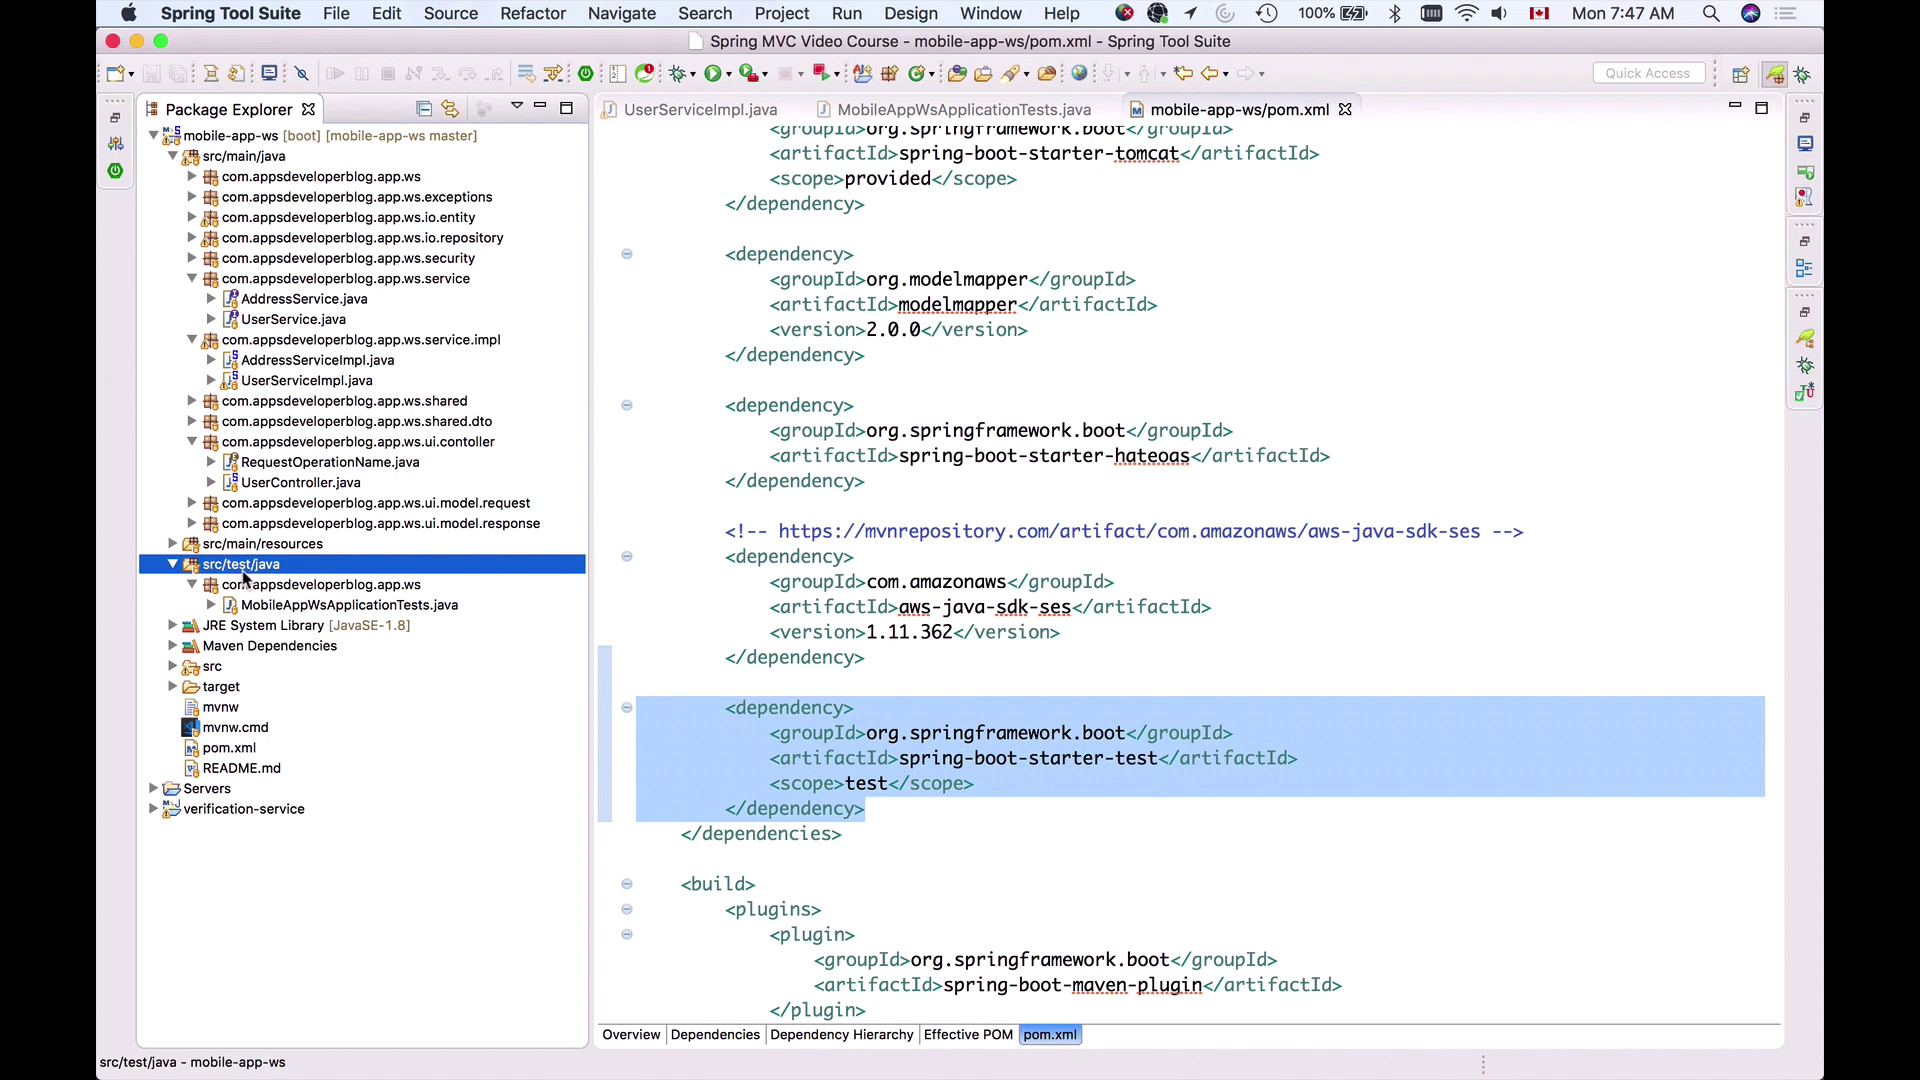 Spring Tool Suite File Edit Source Refactor Navigate Search Project Run Design Window Help 100% Mon 7:47 AM
Spring MVC Video Course - mobile-app-ws/pom.xml - Spring Tool Suite
Quick Access
Package Explorer
mobile-app-ws [boot] [mobile-app-ws master]
src/main/java
com.appsdeveloperblog.app.ws
com.appsdeveloperblog.app.ws.exceptions
com.appsdeveloperblog.app.ws.io.entity
com.appsdeveloperblog.app.ws.io.repository
com.appsdeveloperblog.app.ws.security
com.appsdeveloperblog.app.ws.service
AddressService.java
UserService.java
com.appsdeveloperblog.app.ws.service.impl
AddressServiceImpl.java
UserServiceImpl.java
com.appsdeveloperblog.app.ws.shared
com.appsdeveloperblog.app.ws.shared.dto
com.appsdeveloperblog.app.ws.ui.contoller
RequestOperationName.java
UserController.java
com.appsdeveloperblog.app.ws.ui.model.request
com.appsdeveloperblog.app.ws.ui.model.response
src/main/resources
src/test/java
com.appsdeveloperblog.app.ws
MobileAppWsApplicationTests.java
JRE System Library [JavaSE-1.8]
Maven Dependencies
src
target
mvnw
mvnw.cmd
pom.xml
README.md
Servers
verification-service
UserServiceImpl.java MobileAppWsApplicationTests.java mobile-app-ws/pom.xml
<groupId>org.springframework.boot</groupId>
<artifactId>spring-boot-starter-tomcat</artifactId>
<scope>provided</scope>
</dependency>
<dependency>
<groupId>org.modelmapper</groupId>
<artifactId>modelmapper</artifactId>
<version>2.0.0</version>
</dependency>
<dependency>
<groupId>org.springframework.boot</groupId>
<artifactId>spring-boot-starter-hateoas</artifactId>
</dependency>
<!-- https://mvnrepository.com/artifact/com.amazonaws/aws-java-sdk-ses -->
<dependency>
<groupId>com.amazonaws</groupId>
<artifactId>aws-java-sdk-ses</artifactId>
<version>1.11.362</version>
</dependency>
<dependency>
<groupId>org.springframework.boot</groupId>
<artifactId>spring-boot-starter-test</artifactId>
<scope>test</scope>
</dependency>
</dependencies>
<build>
<plugins>
<plugin>
<groupId>org.springframework.boot</groupId>
<artifactId>spring-boot-maven-plugin</artifactId>
</plugin>
Overview Dependencies Dependency Hierarchy Effective POM pom.xml
src/test/java - mobile-app-ws